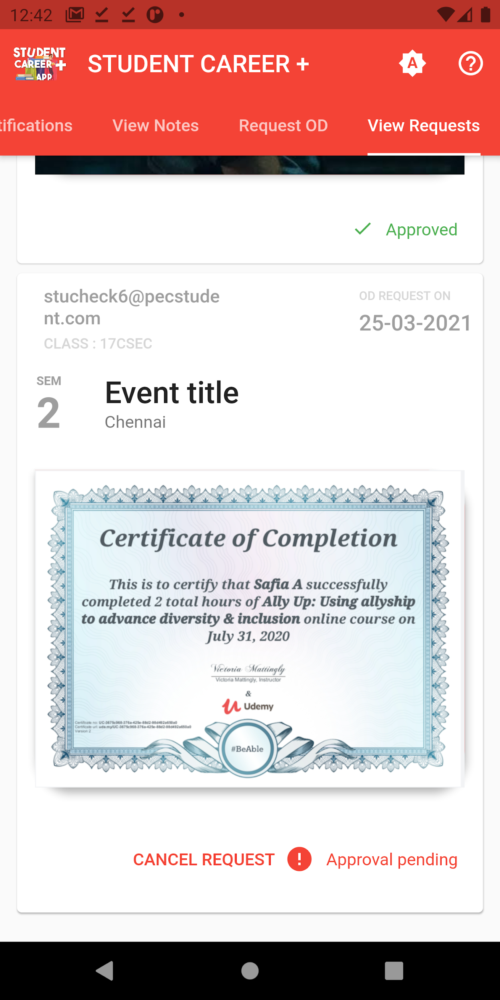 12:42
STUDENT
CAREER +
APP
STUDENT CAREER +
A
?
tifications
View Notes
Request OD
View Requests
Approved
stucheck6@pecstude
nt.com
CLASS : 17CSEC
OD REQUEST ON
25-03-2021
SEM
2
Event title
Chennai
Certificate of Completion
This is to certify that Safia A successfully
completed 2 total hours of Ally Up: Using allyship
to advance diversity & inclusion online course on
July 31, 2020
Victoria Mattingly
Victoria Mattingly, Instructor
&
Udemy
Certificate no: UC-3675c968-376a-425e-88d2-98d492a650a0
Certificate url: ude.my/UC-3675c968-376a-425e-88d2-98d492a650a0
Version 2
#BeAble
CANCEL REQUEST
!
Approval pending